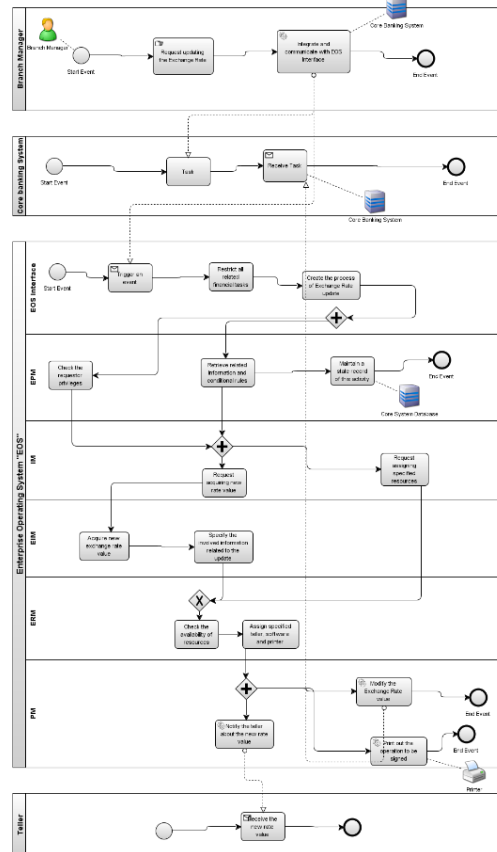 Branch Manager
Branch Manager
Start Event
Request updating
the Exchange Rate
Integrate and
communicate with EOS
Interface
Core Banking
System
End Event
Core banking System
Start Event
Task
Receive Task
Core Banking System
End Event
Enterprise Operating System "EOS"
EOS Interface
Start Event
Trigger an
event
Restrict all
related
financial tasks
Create the process
of Exchange Rate
update
EPM
Check the
requestor
privileges
Retrieve related
information and
conditional rules
Maintain a
state record
of this activity
End Event
Core System Database
IM
Request
acquiring new
rate value
Request
assigning
specified
resources
EIM
Acquire new
exchange rate
value
Specify the
involved information
related to the
update
ERM
X
Check the
availability of
resources
Assign specified
teller, software
and printer
PM
Notify the teller
about the new rate
value
Modify the
Exchange Rate
value
End Event
Print out the
operation to be
signed
End Event
Printer
Teller
Receive the
new rate
value